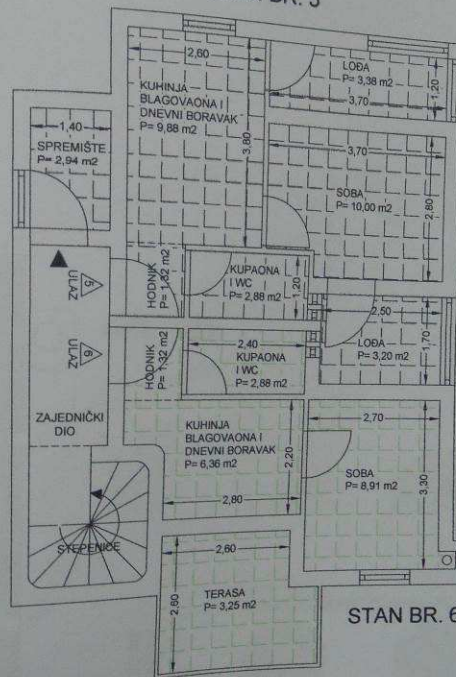 BR. 5
2,60
LOĐA
P= 3,38 m2
1,20
3,70
KUHINJA
BLAGOVAONA I
DNEVNI BORAVAK
P= 9,88 m2
3,80
1,40
SPREMIŠTE
P= 2,94 m2
3,70
SOBA
P= 10,00 m2
2,80
5
ULAZ
HODNIK
P= 1,32 m2
KUPAONA
I WC
P= 2,88 m2
1,20
2,50
LOĐA
P= 3,20 m2
1,70
6
ULAZ
HODNIK
P= 1,32 m2
2,40
KUPAONA
I WC
P= 2,88 m2
ZAJEDNIČKI
DIO
KUHINJA
BLAGOVAONA I
DNEVNI BORAVAK
P= 6,36 m2
2,20
2,80
2,70
SOBA
P= 8,91 m2
3,30
STEPENICE
2,60
2,60
TERASA
P= 3,25 m2
STAN BR. 6